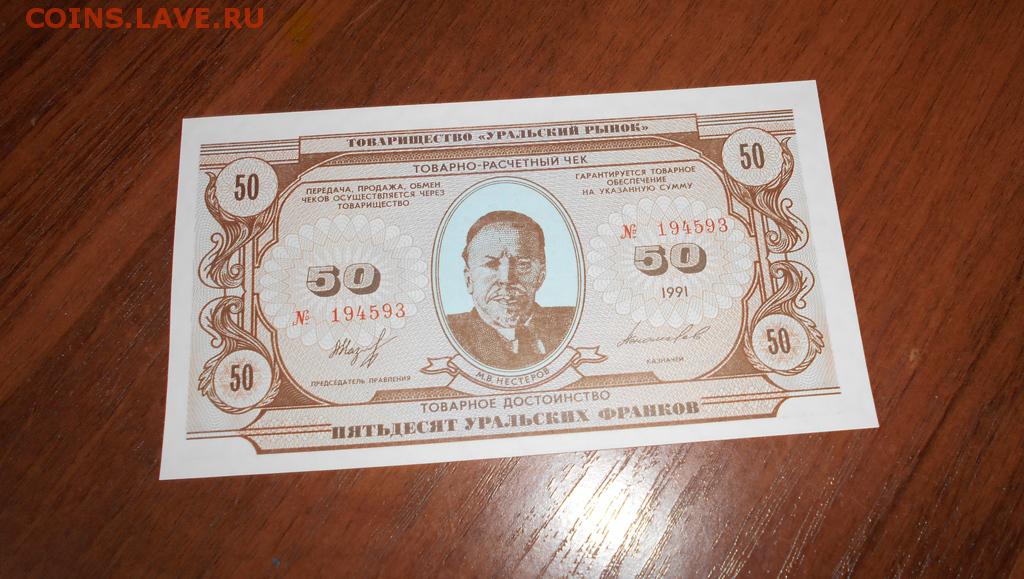 COINS.LAVE.RU
ТОВАРИЩЕСТВО «УРАЛЬСКИЙ РЫНОК»
ТОВАРНО-РАСЧЕТНЫЙ ЧЕК
50
50
ПЕРЕДАЧА, ПРОДАЖА, ОБМЕН
ЧЕКОВ ОСУЩЕСТВЛЯЕТСЯ ЧЕРЕЗ
ТОВАРИЩЕСТВО
ГАРАНТИРУЕТСЯ ТОВАРНОЕ
ОБЕСПЕЧЕНИЕ
НА УКАЗАННУЮ СУММУ
№ 194593
50
50
1991
№ 194593
ПРЕДСЕДАТЕЛЬ ПРАВЛЕНИЯ
КАЗНАЧЕЙ
50
50
М.В. НЕСТЕРОВ
ТОВАРНОЕ ДОСТОИНСТВО
ПЯТЬДЕСЯТ УРАЛЬСКИХ ФРАНКОВ